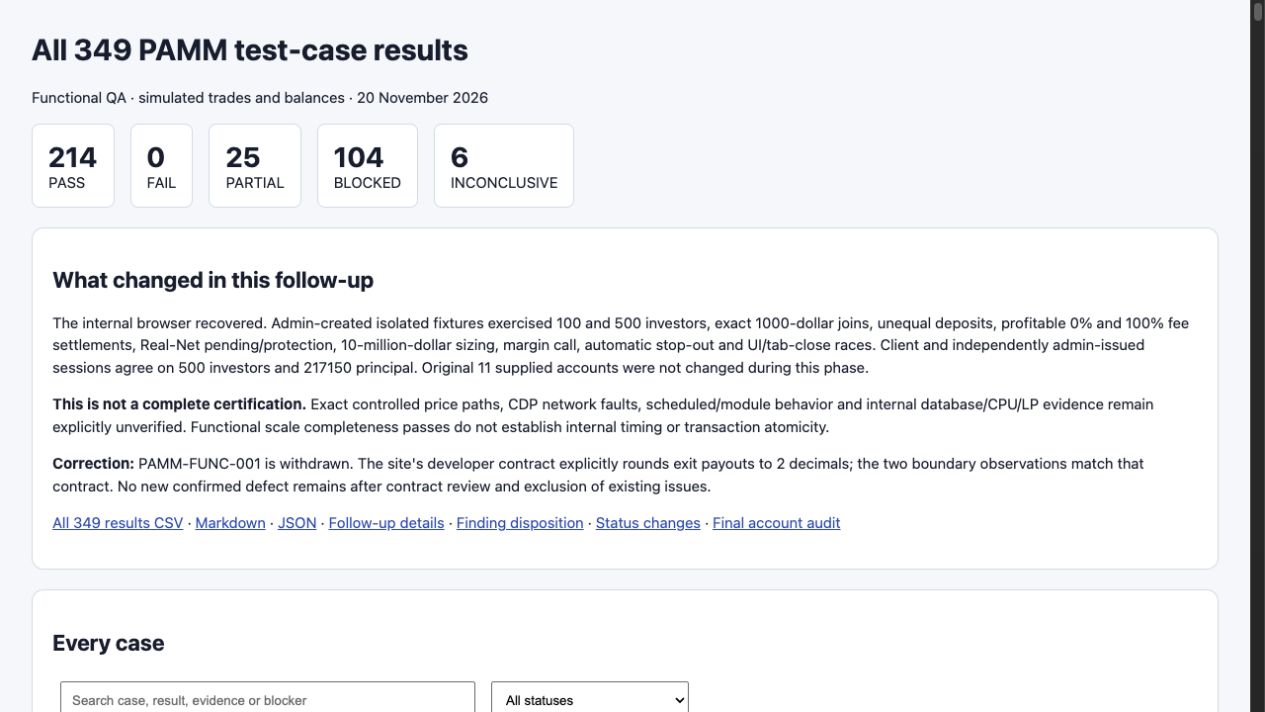 All 349 PAMM test-case results
Functional QA · simulated trades and balances · 20 November 2026
214
PASS
0
FAIL
25
PARTIAL
104
BLOCKED
6
INCONCLUSIVE
What changed in this follow-up
The internal browser recovered. Admin-created isolated fixtures exercised 100 and 500 investors, exact 1000-dollar joins, unequal deposits, profitable 0% and 100% fee
settlements, Real-Net pending/protection, 10-million-dollar sizing, margin call, automatic stop-out and UI/tab-close races. Client and independently admin-issued
sessions agree on 500 investors and 217150 principal. Original 11 supplied accounts were not changed during this phase.
This is not a complete certification. Exact controlled price paths, CDP network faults, scheduled/module behavior and internal database/CPU/LP evidence remain
explicitly unverified. Functional scale completeness passes do not establish internal timing or transaction atomicity.
Correction: PAMM-FUNC-001 is withdrawn. The site's developer contract explicitly rounds exit payouts to 2 decimals; the two boundary observations match that
contract. No new confirmed defect remains after contract review and exclusion of existing issues.
All 349 results CSV · Markdown · JSON · Follow-up details · Finding disposition · Status changes · Final account audit
Every case
Search case, result, evidence or blocker
All statuses